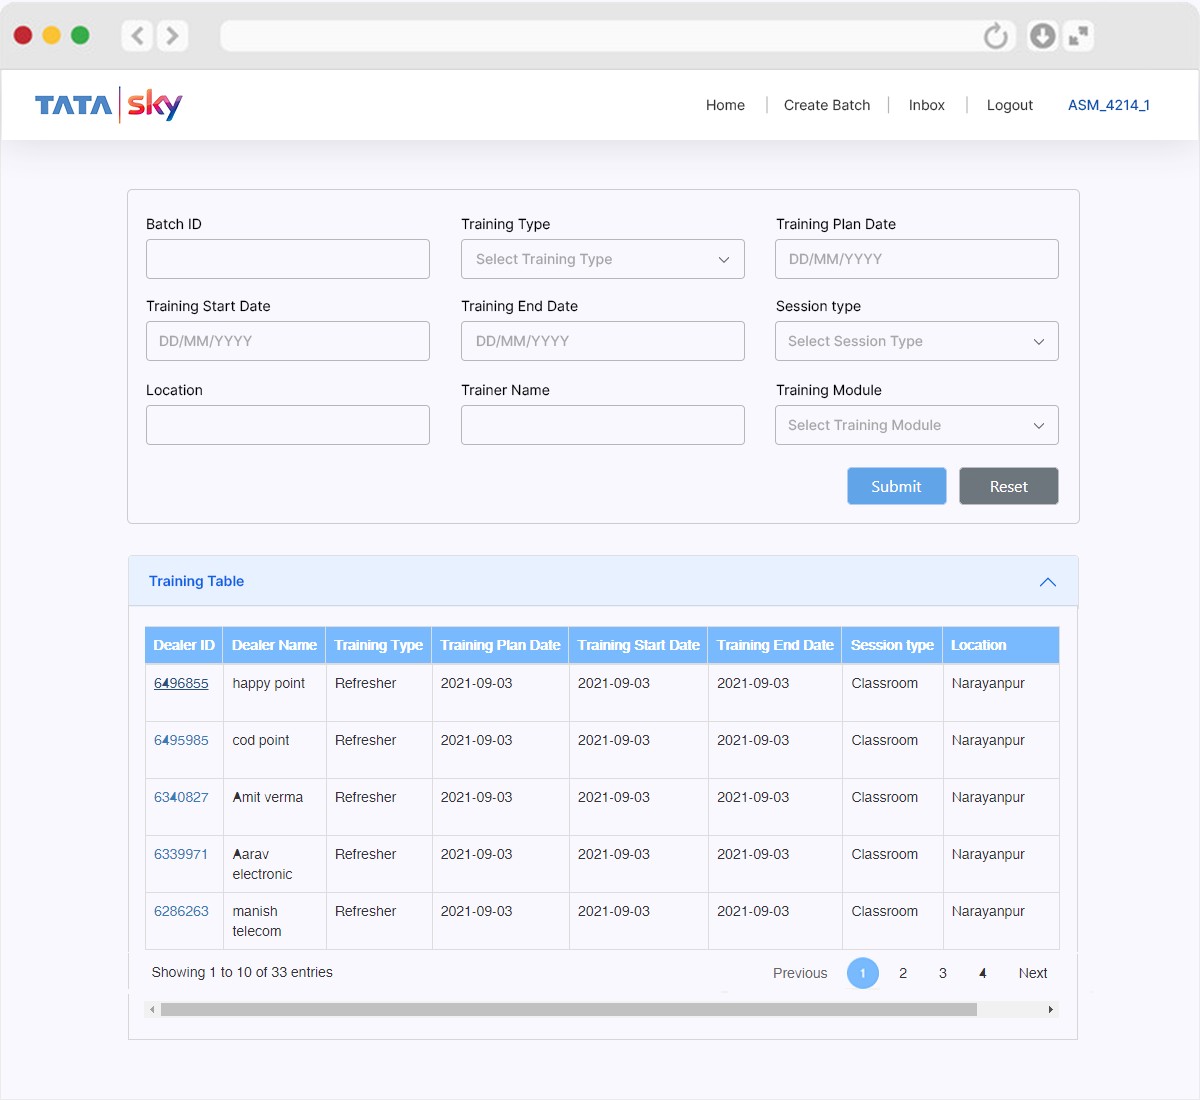 TATA sky
Home Create Batch Inbox Logout ASM_4214_1
Batch ID Training Type Training Plan Date
Select Training Type DD/MM/YYYY
Training Start Date Training End Date Session type
DD/MM/YYYY DD/MM/YYYY Select Session Type
Location Trainer Name Training Module
Select Training Module
Submit Reset
Training Table
Dealer ID Dealer Name Training Type Training Plan Date Training Start Date Training End Date Session type Location
6496855 happy point Refresher 2021-09-03 2021-09-03 2021-09-03 Classroom Narayanpur
6495985 cod point Refresher 2021-09-03 2021-09-03 2021-09-03 Classroom Narayanpur
6340827 Amit verma Refresher 2021-09-03 2021-09-03 2021-09-03 Classroom Narayanpur
6339971 Aarav Refresher 2021-09-03 2021-09-03 2021-09-03 Classroom Narayanpur
electronic
6286263 manish Refresher 2021-09-03 2021-09-03 2021-09-03 Classroom Narayanpur
telecom
Showing 1 to 10 of 33 entries Previous 1 2 3 4 Next